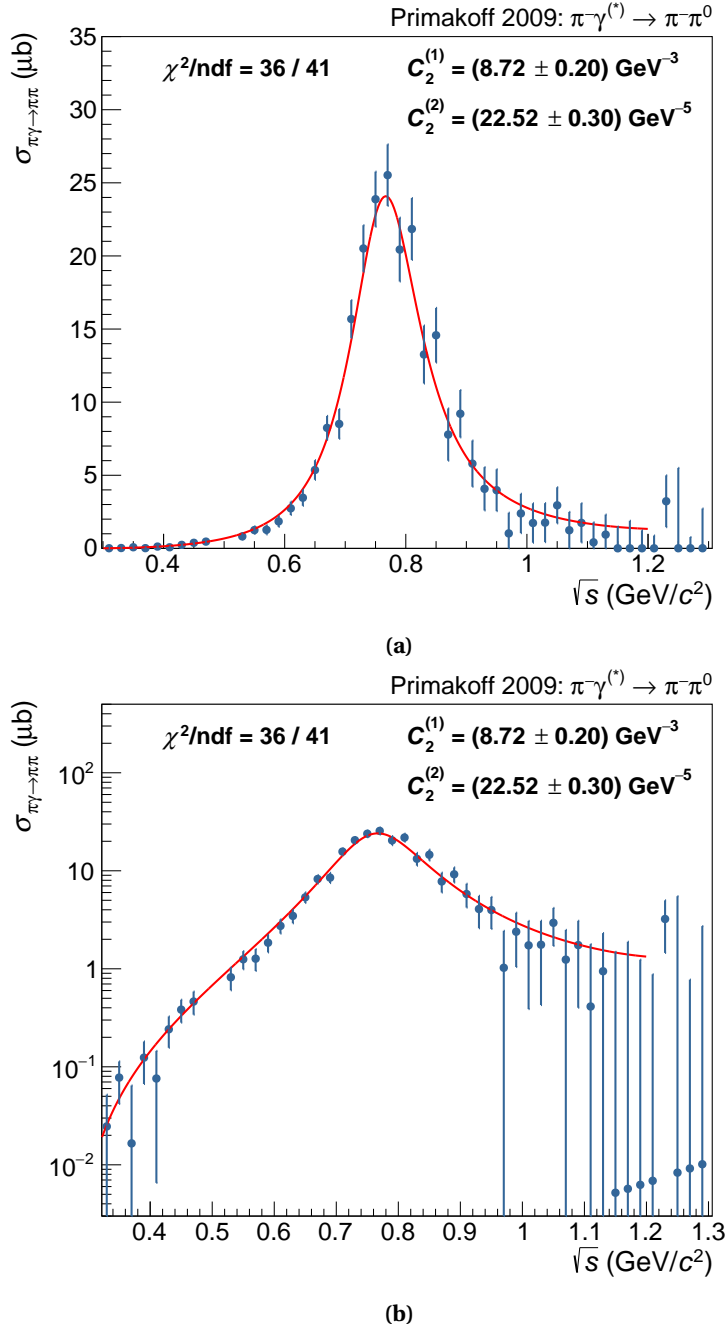 Primakoff 2009: π⁻γ⁽*⁾ → π⁻π⁰
σπγ→ππ (μb)
χ²/ndf = 36 / 41
C₂⁽¹⁾ = (8.72 ± 0.20) GeV⁻³
C₂⁽²⁾ = (22.52 ± 0.30) GeV⁻⁵
35
30
25
20
15
10
5
0
0.4 0.6 0.8 1 1.2
√s (GeV/c²)
(a)
Primakoff 2009: π⁻γ⁽*⁾ → π⁻π⁰
σπγ→ππ (μb)
χ²/ndf = 36 / 41
C₂⁽¹⁾ = (8.72 ± 0.20) GeV⁻³
C₂⁽²⁾ = (22.52 ± 0.30) GeV⁻⁵
10²
10
1
10⁻¹
10⁻²
0.4 0.5 0.6 0.7 0.8 0.9 1 1.1 1.2 1.3
√s (GeV/c²)
(b)